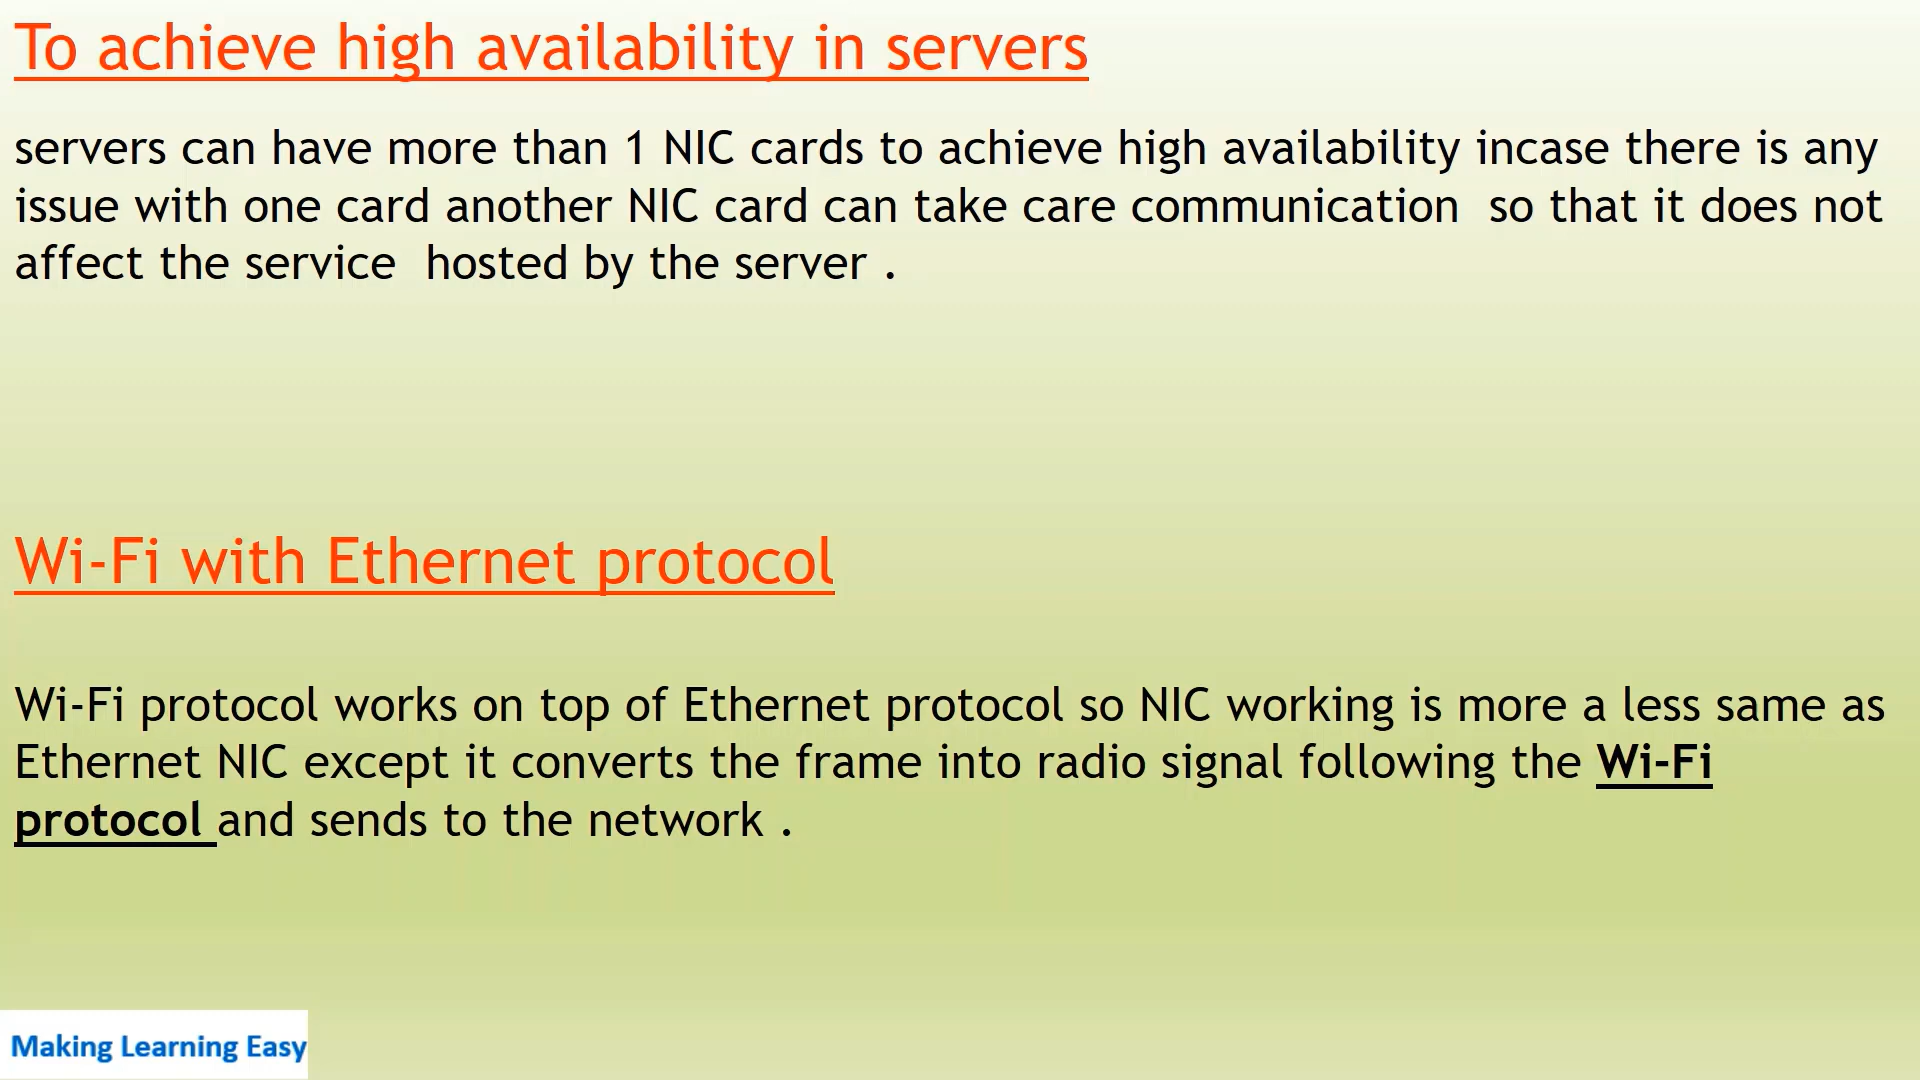 To achieve high availability in servers
servers can have more than 1 NIC cards to achieve high availability incase there is any
issue with one card another NIC card can take care communication  so that it does not
affect the service  hosted by the server .
Wi-Fi with Ethernet protocol
Wi-Fi protocol works on top of Ethernet protocol so NIC working is more a less same as
Ethernet NIC except it converts the frame into radio signal following the Wi-Fi
protocol and sends to the network .
Making Learning Easy